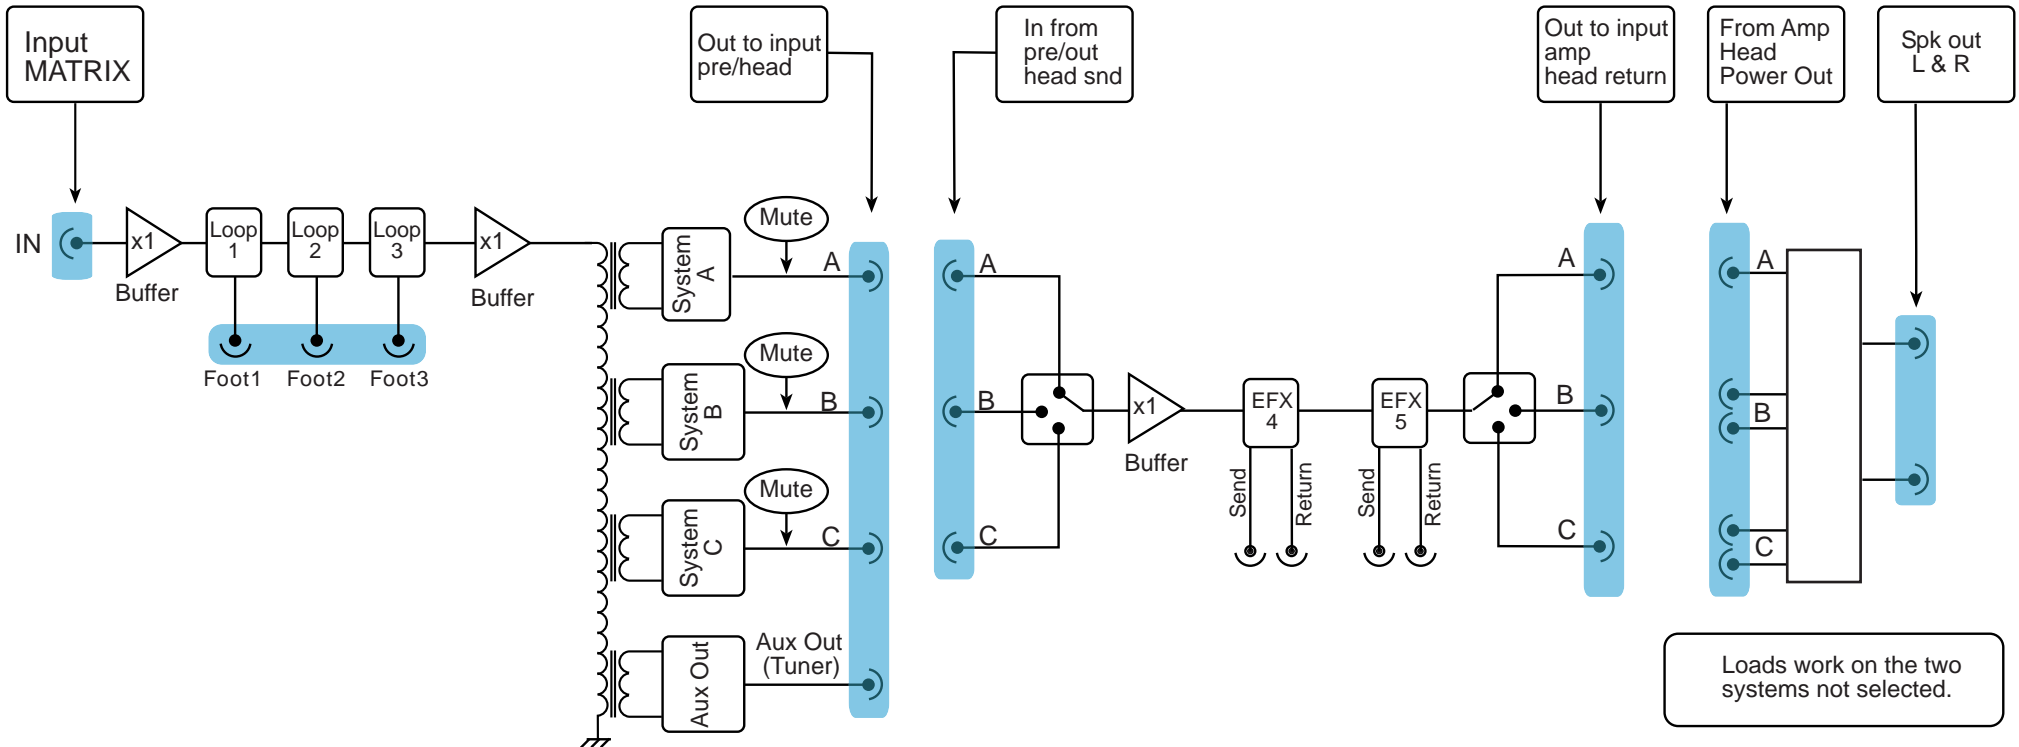 Input
MATRIX
Out to input
pre/head
In from
pre/out
head snd
Out to input
amp
head return
From Amp
Head
Power Out
Spk out
L & R
IN
x1
Buffer
Loop
1
Loop
2
Loop
3
Foot1
Foot2
Foot3
x1
Buffer
System
A
Mute
A
System
B
Mute
B
System
C
Mute
C
Aux Out
Aux Out
(Tuner)
A
B
C
x1
Buffer
EFX
4
Send
Return
EFX
5
Send
Return
A
B
C
A
B
C
Loads work on the two
systems not selected.